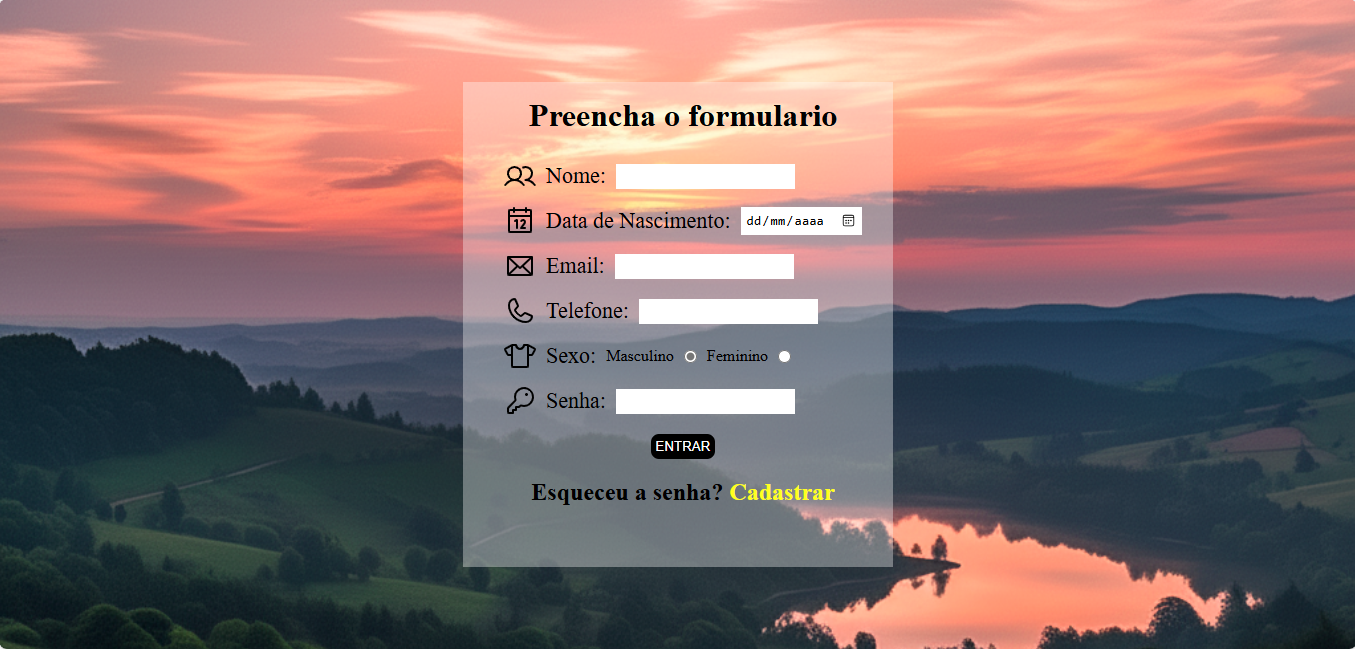 Preencha o formulario
Nome:
12 Data de Nascimento: dd/mm/aaaa
Email:
Telefone:
Sexo: Masculino Feminino
Senha:
ENTRAR
Esqueceu a senha? Cadastrar